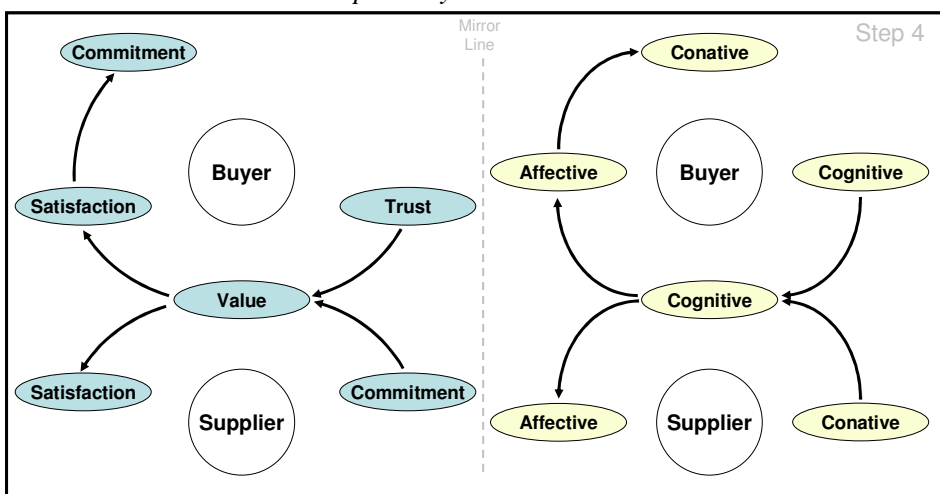 Mirror
Line
Step 4
Commitment
Buyer
Satisfaction
Trust
Value
Satisfaction
Commitment
Supplier
Conative
Affective
Buyer
Cognitive
Cognitive
Affective
Supplier
Conative